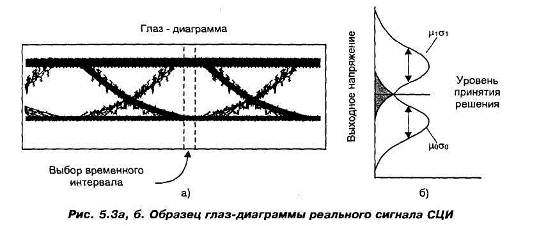 Глаз - диаграмма
Выбор временного
интервала
а)
Выходное напряжение
μ₁σ₁
Уровень
принятия
решения
μ₀σ₀
б)
Рис. 5.3а, б. Образец глаз-диаграммы реального сигнала СЦИ